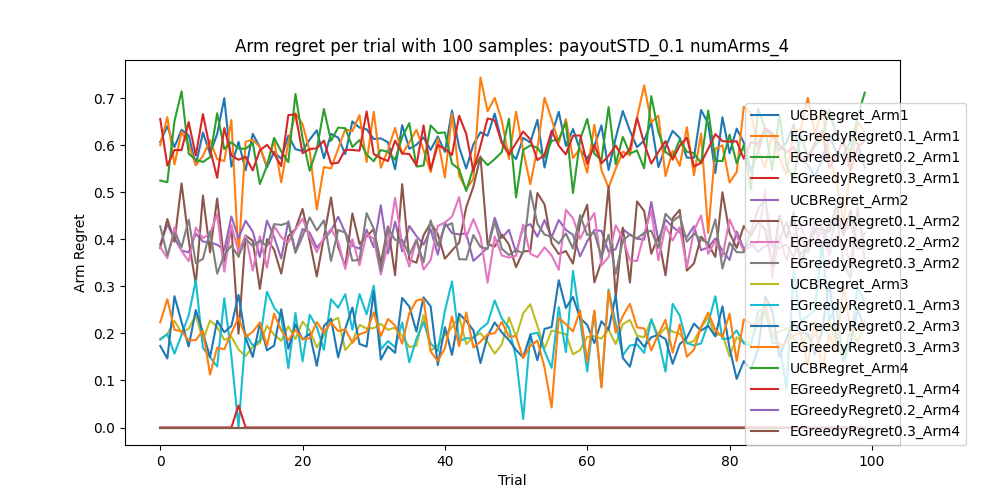 Arm regret per trial with 100 samples: payoutSTD_0.1 numArms_4
Arm Regret
0.7
0.6
0.5
0.4
0.3
0.2
0.1
0.0
0
20
40
60
80
100
Trial
UCBRegret_Arm1
EGreedyRegret0.1_Arm1
EGreedyRegret0.2_Arm1
EGreedyRegret0.3_Arm1
UCBRegret_Arm2
EGreedyRegret0.1_Arm2
EGreedyRegret0.2_Arm2
EGreedyRegret0.3_Arm2
UCBRegret_Arm3
EGreedyRegret0.1_Arm3
EGreedyRegret0.2_Arm3
EGreedyRegret0.3_Arm3
UCBRegret_Arm4
EGreedyRegret0.1_Arm4
EGreedyRegret0.2_Arm4
EGreedyRegret0.3_Arm4